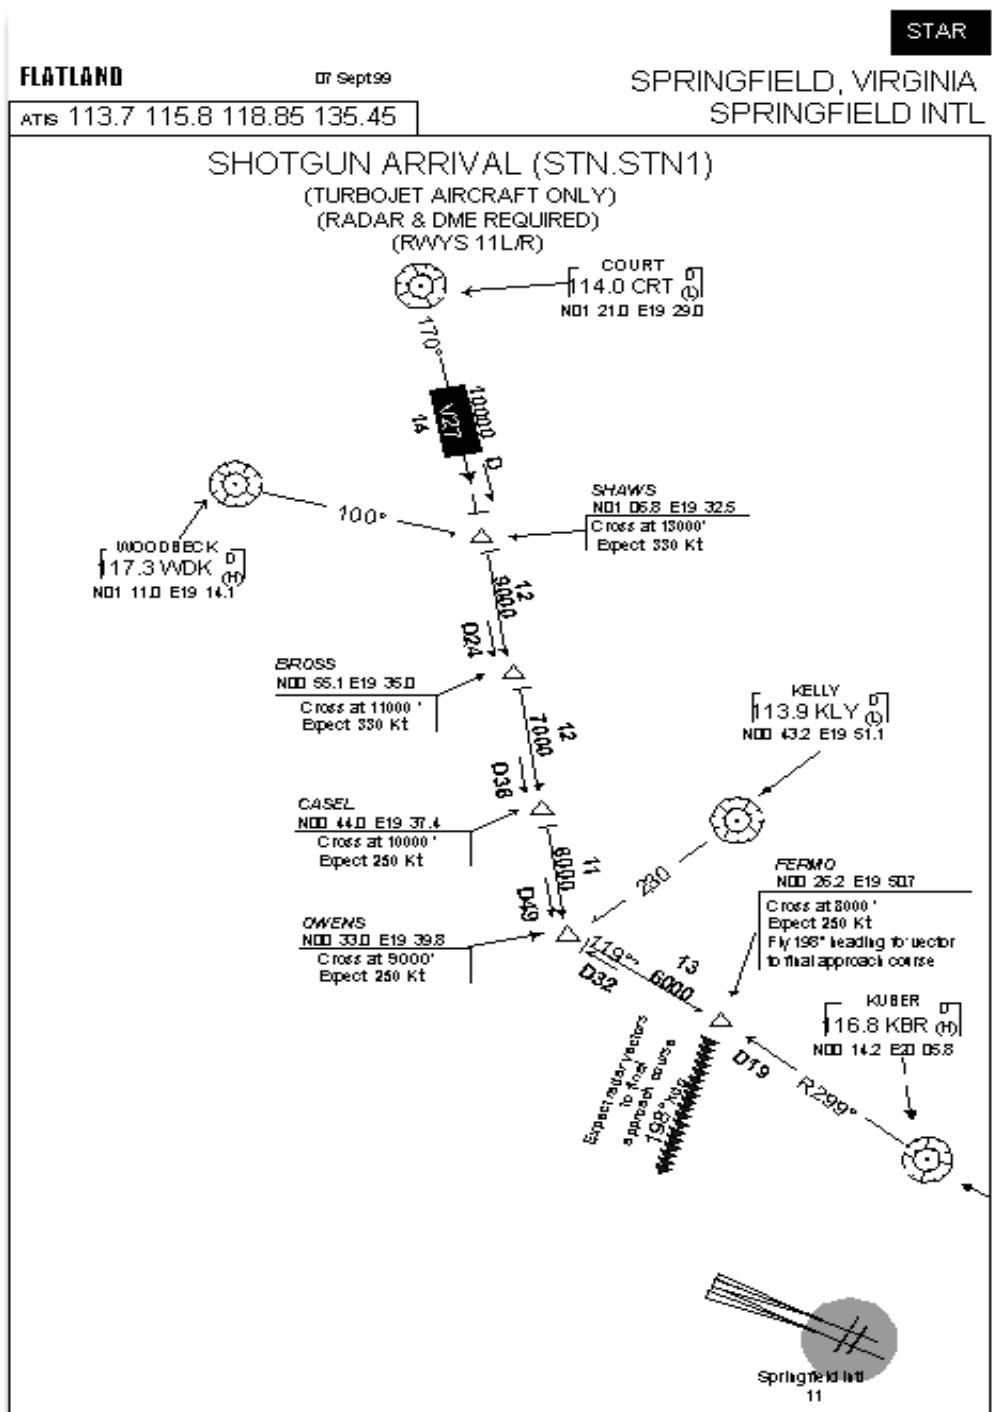 STAR
FLATLAND
07 Sept 99
SPRINGFIELD, VIRGINIA
SPRINGFIELD INTL
ATIS 113.7 115.8 118.85 135.45
SHOTGUN ARRIVAL (STN.STN1)
(TURBOJET AIRCRAFT ONLY)
(RADAR & DME REQUIRED)
(RWYS 11L/R)
COURT
D
114.0 CRT (L)
N01 21.0 E19 29.0
170°
V27
10000
14
D
WOODBECK
D
117.3 WDK (H)
N01 11.0 E19 14.1
100°
SHAWS
N01 06.8 E19 32.5
Cross at 13000'
Expect 330 Kt
12
9000
D24
BROSS
N00 55.1 E19 35.0
Cross at 11000 '
Expect 330 Kt
12
7000
D36
KELLY
D
113.9 KLY (L)
N00 43.2 E19 51.1
CASEL
N00 44.0 E19 37.4
Cross at 10000 '
Expect 250 Kt
11
6000
D49
230
OWENS
N00 33.0 E19 39.8
Cross at 9000'
Expect 250 Kt
FERMO
N00 26.2 E19 50.7
Cross at 8000 '
Expect 250 Kt
Fly 198° heading for vector
to final approach course
119°
13
6000
D32
KUBER
D
116.8 KBR (H)
N00 14.2 E20 05.8
D19
R299°
Expect radar vectors
to final
approach course
198° hdg
Springfield Intl
11